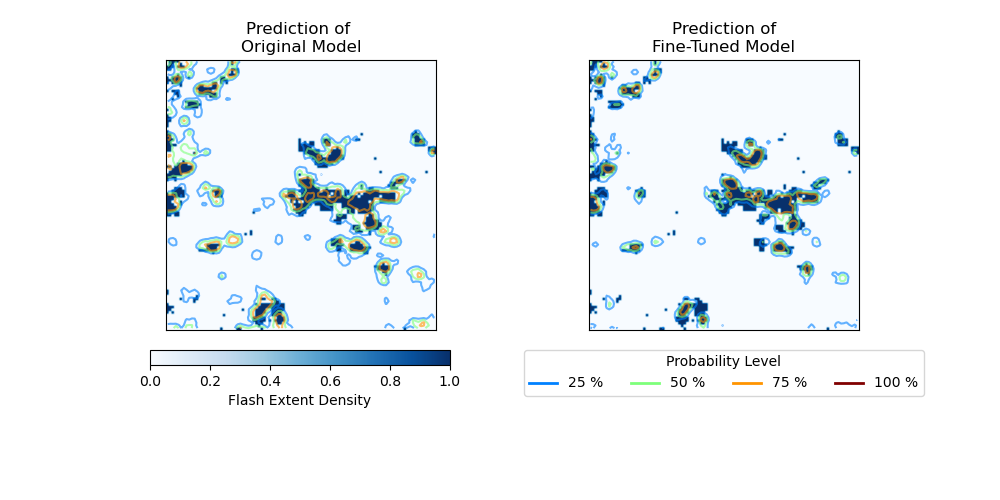 Prediction of
Original Model
Prediction of
Fine-Tuned Model
0.0 0.2 0.4 0.6 0.8 1.0
Flash Extent Density
Probability Level
25 % 50 % 75 % 100 %